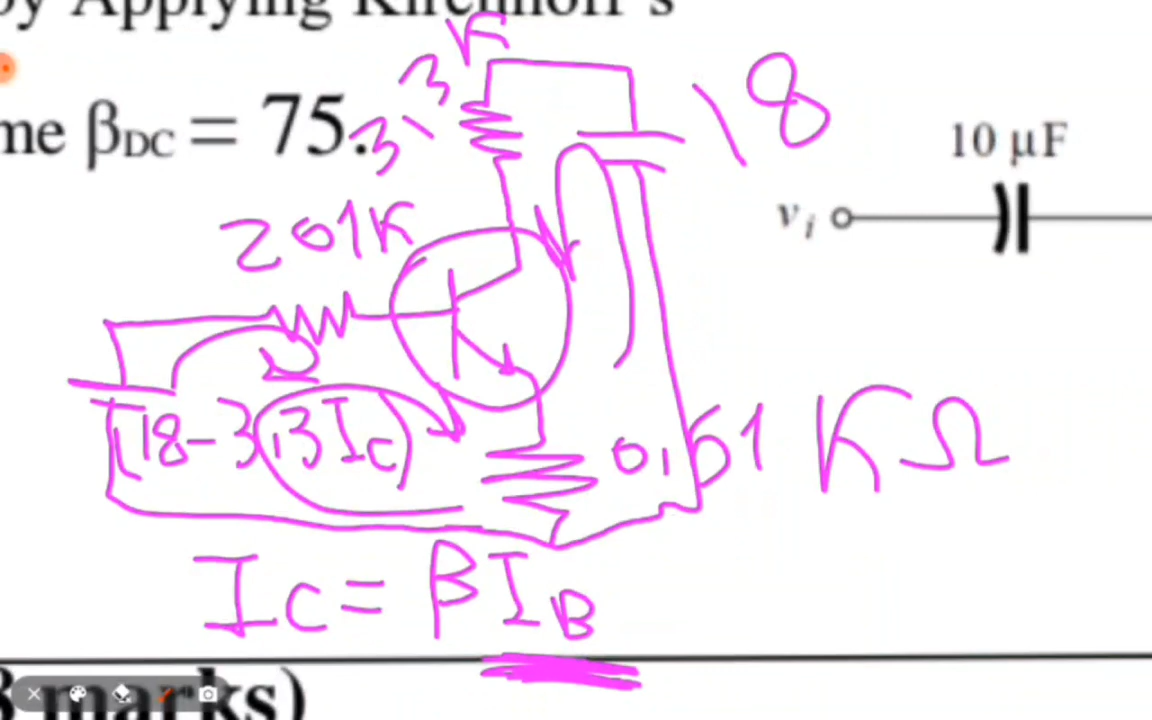 by Applying Kirchhoff's
3.3K
me βDC = 75.
18
10 μF
201K
vi
(18-3.3Ic)
0,51 KΩ
Ic = βIB
8 marks)